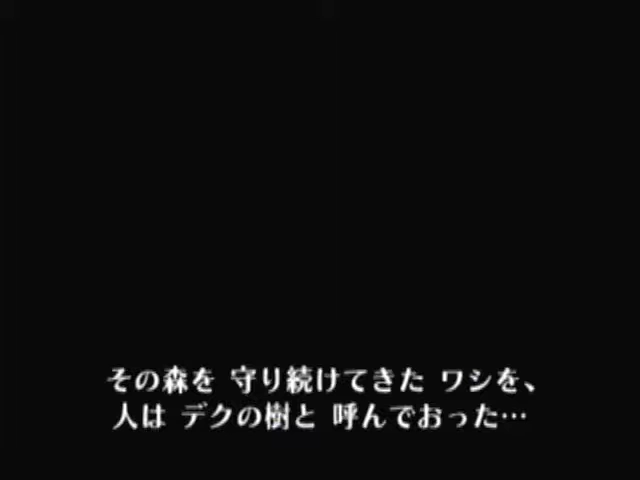 その森を 守り続けてきた ワシを、
人は デクの樹と 呼んでおった…